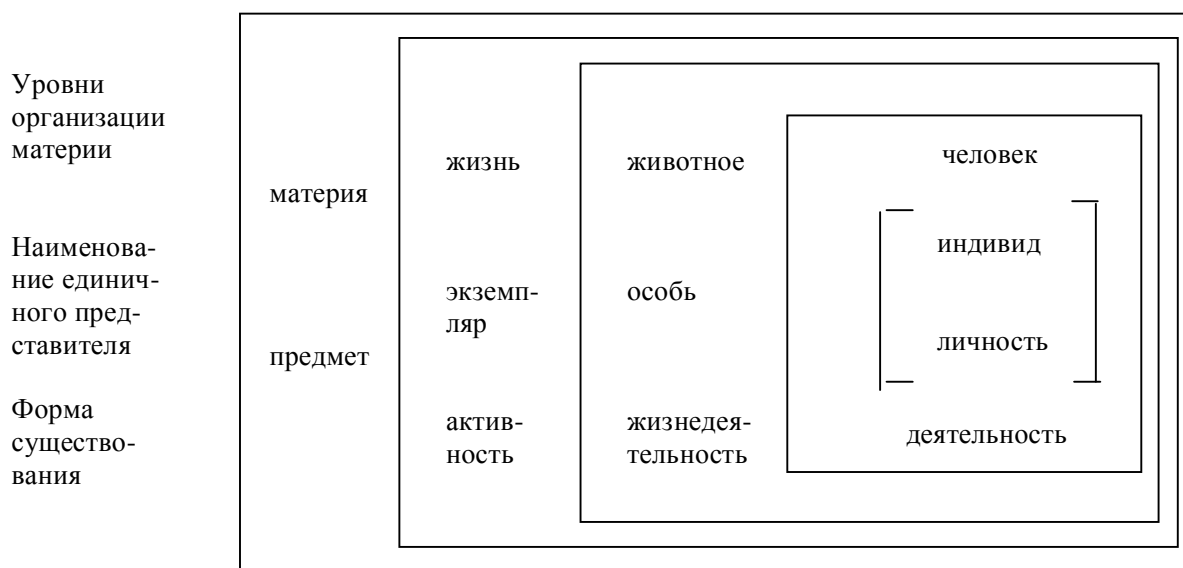 Уровни
организации
материи
Наименова-
ние единич-
ного пред-
ставителя
Форма
существо-
вания
материя
предмет
жизнь
экземп-
ляр
актив-
ность
животное
особь
жизнедея-
тельность
человек
индивид
личность
деятельность